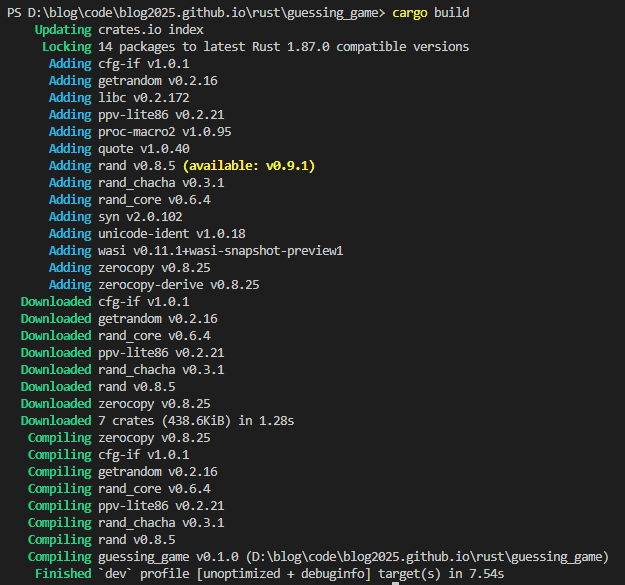 PS D:\blog\code\blog2025.github.io\rust\guessing_game> cargo build
Updating crates.io index
Locking 14 packages to latest Rust 1.87.0 compatible versions
Adding cfg-if v1.0.1
Adding getrandom v0.2.16
Adding libc v0.2.172
Adding ppv-lite86 v0.2.21
Adding proc-macro2 v1.0.95
Adding quote v1.0.40
Adding rand v0.8.5 (available: v0.9.1)
Adding rand_chacha v0.3.1
Adding rand_core v0.6.4
Adding syn v2.0.102
Adding unicode-ident v1.0.18
Adding wasi v0.11.1+wasi-snapshot-preview1
Adding zerocopy v0.8.25
Adding zerocopy-derive v0.8.25
Downloaded cfg-if v1.0.1
Downloaded getrandom v0.2.16
Downloaded rand_core v0.6.4
Downloaded ppv-lite86 v0.2.21
Downloaded rand_chacha v0.3.1
Downloaded rand v0.8.5
Downloaded zerocopy v0.8.25
Downloaded 7 crates (438.6KiB) in 1.28s
Compiling zerocopy v0.8.25
Compiling cfg-if v1.0.1
Compiling getrandom v0.2.16
Compiling rand_core v0.6.4
Compiling ppv-lite86 v0.2.21
Compiling rand_chacha v0.3.1
Compiling rand v0.8.5
Compiling guessing_game v0.1.0 (D:\blog\code\blog2025.github.io\rust\guessing_game)
Finished `dev` profile [unoptimized + debuginfo] target(s) in 7.54s